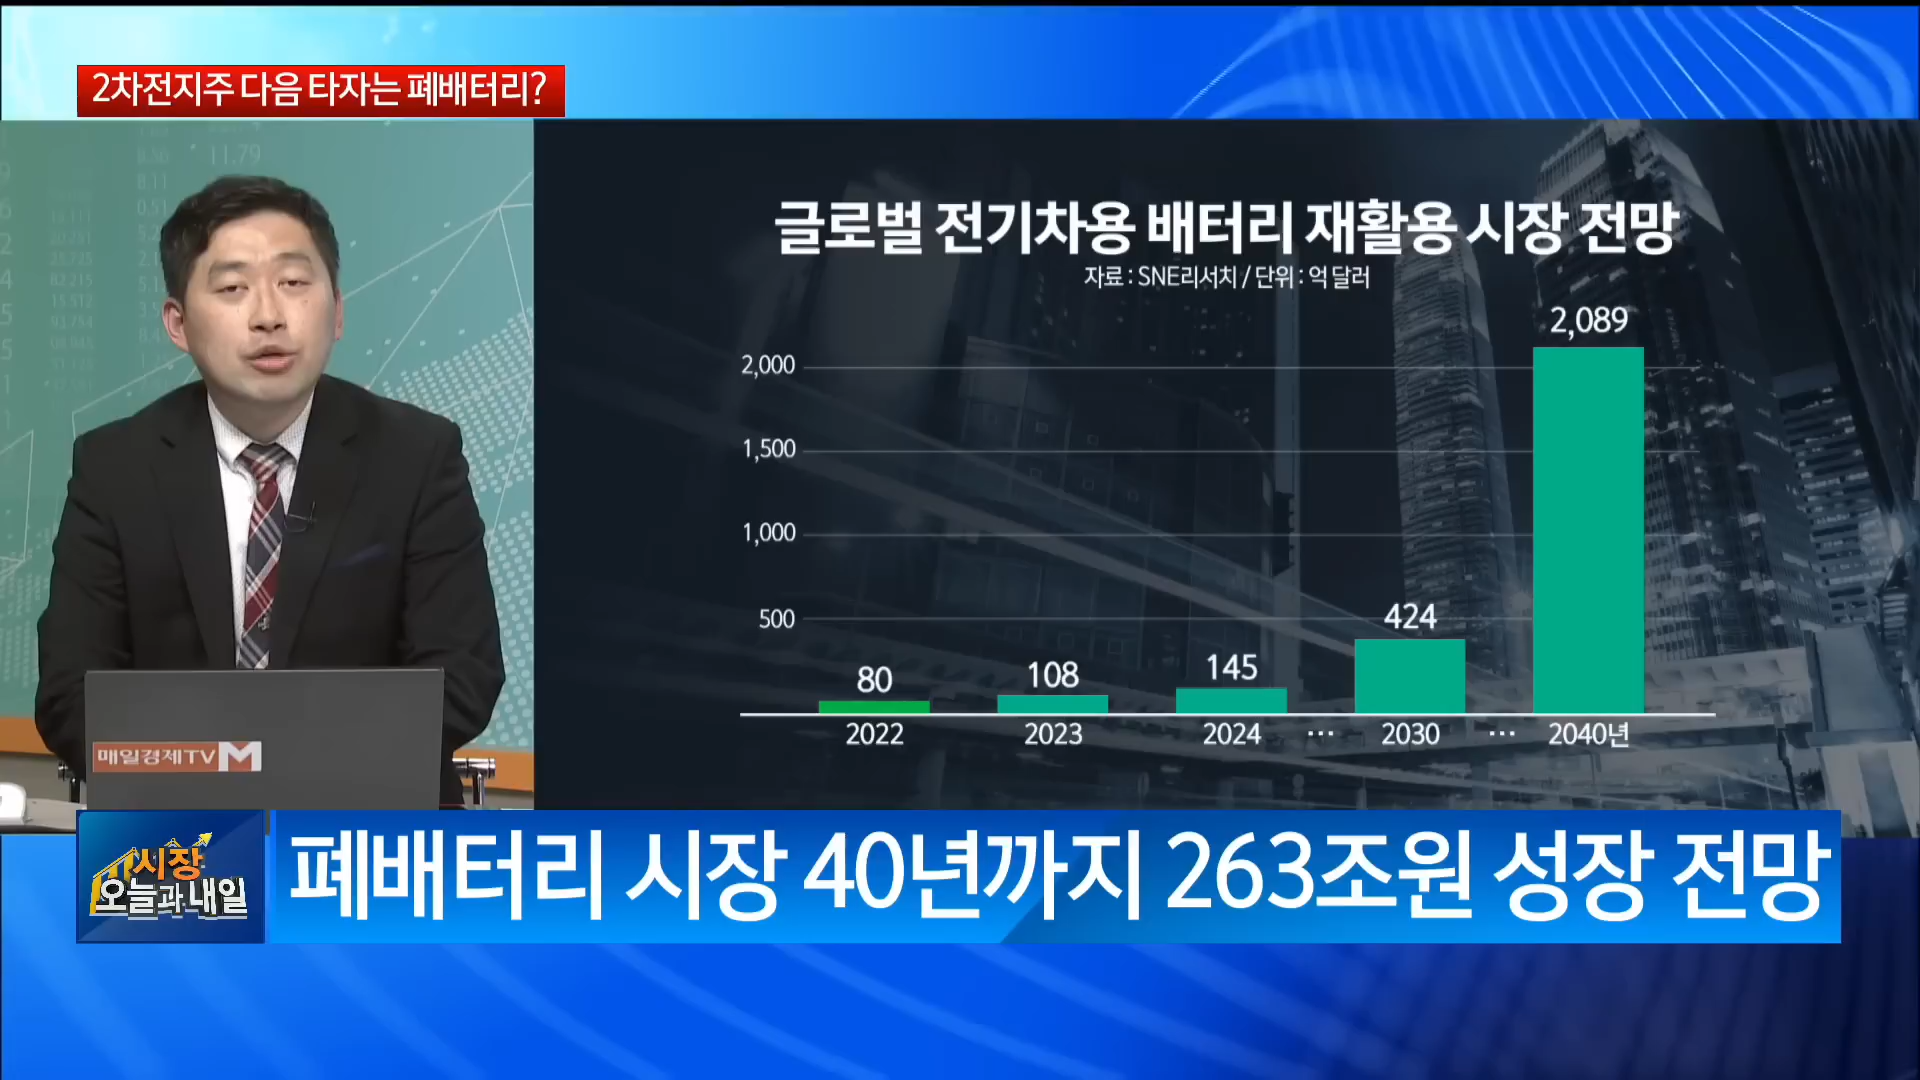 2차전지주 다음 타자는 폐배터리?
11.79
글로벌 전기차용 배터리 재활용 시장 전망
자료 : SNE리서치 / 단위 : 억 달러
2,089
2,000
1,500
1,000
500
424
145
108
80
2022 2023 2024 ··· 2030 ··· 2040년
매일경제TV M
시장
오늘과 내일
폐배터리 시장 40년까지 263조원 성장 전망